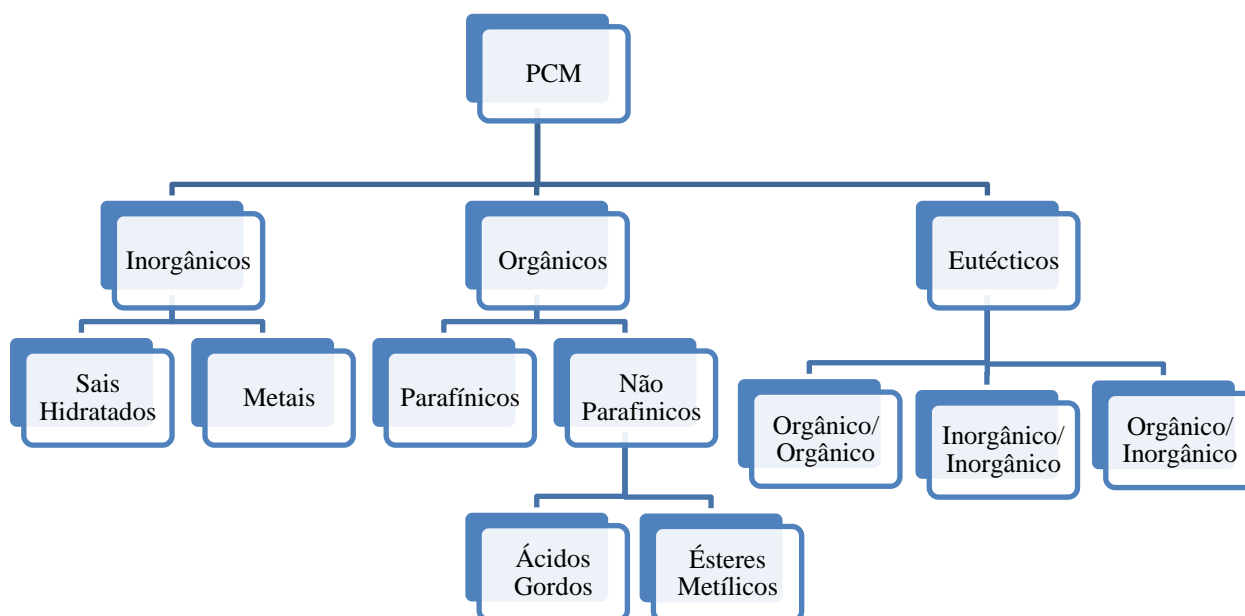 PCM
Inorgânicos
Orgânicos
Eutécticos
Sais
Hidratados
Metais
Parafínicos
Não
Parafinicos
Orgânico/
Orgânico
Inorgânico/
Inorgânico
Orgânico/
Inorgânico
Ácidos
Gordos
Ésteres
Metílicos